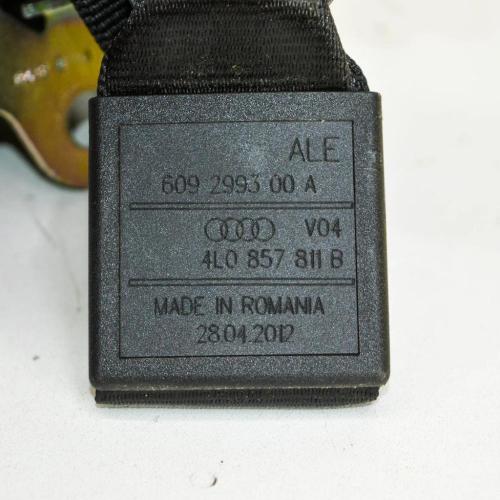 ALE
609 2993 00 A
V04
4L0 857 811 B
MADE IN ROMANIA
28.04.2012